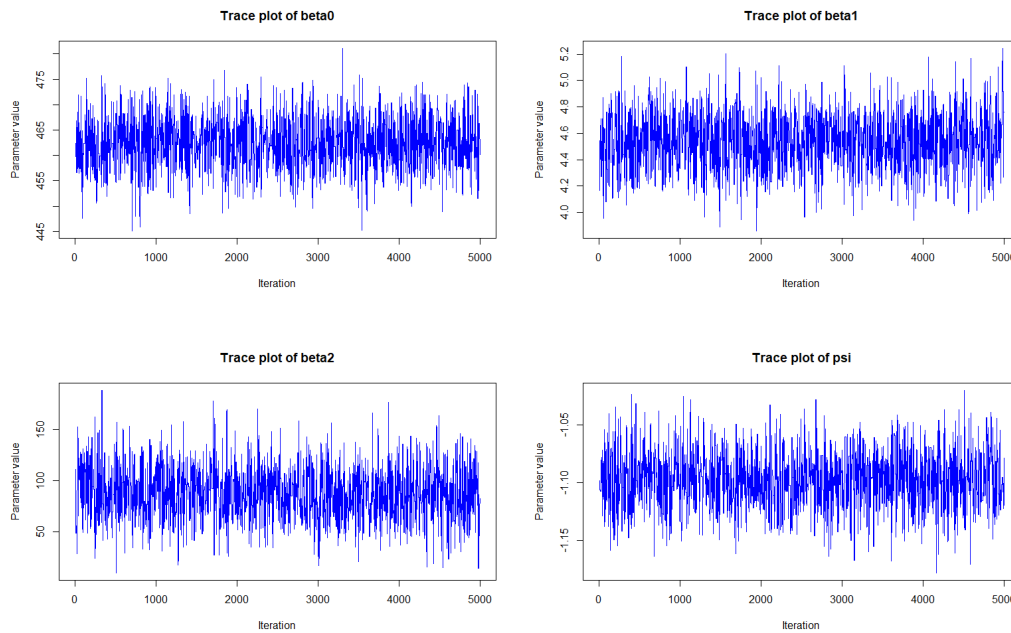 Trace plot of beta0
Parameter value
475
465
455
445
0 1000 2000 3000 4000 5000
Iteration
Trace plot of beta1
Parameter value
5.2
5.0
4.8
4.6
4.4
4.2
4.0
0 1000 2000 3000 4000 5000
Iteration
Trace plot of beta2
Parameter value
150
100
50
0 1000 2000 3000 4000 5000
Iteration
Trace plot of psi
Parameter value
-1.05
-1.10
-1.15
0 1000 2000 3000 4000 5000
Iteration